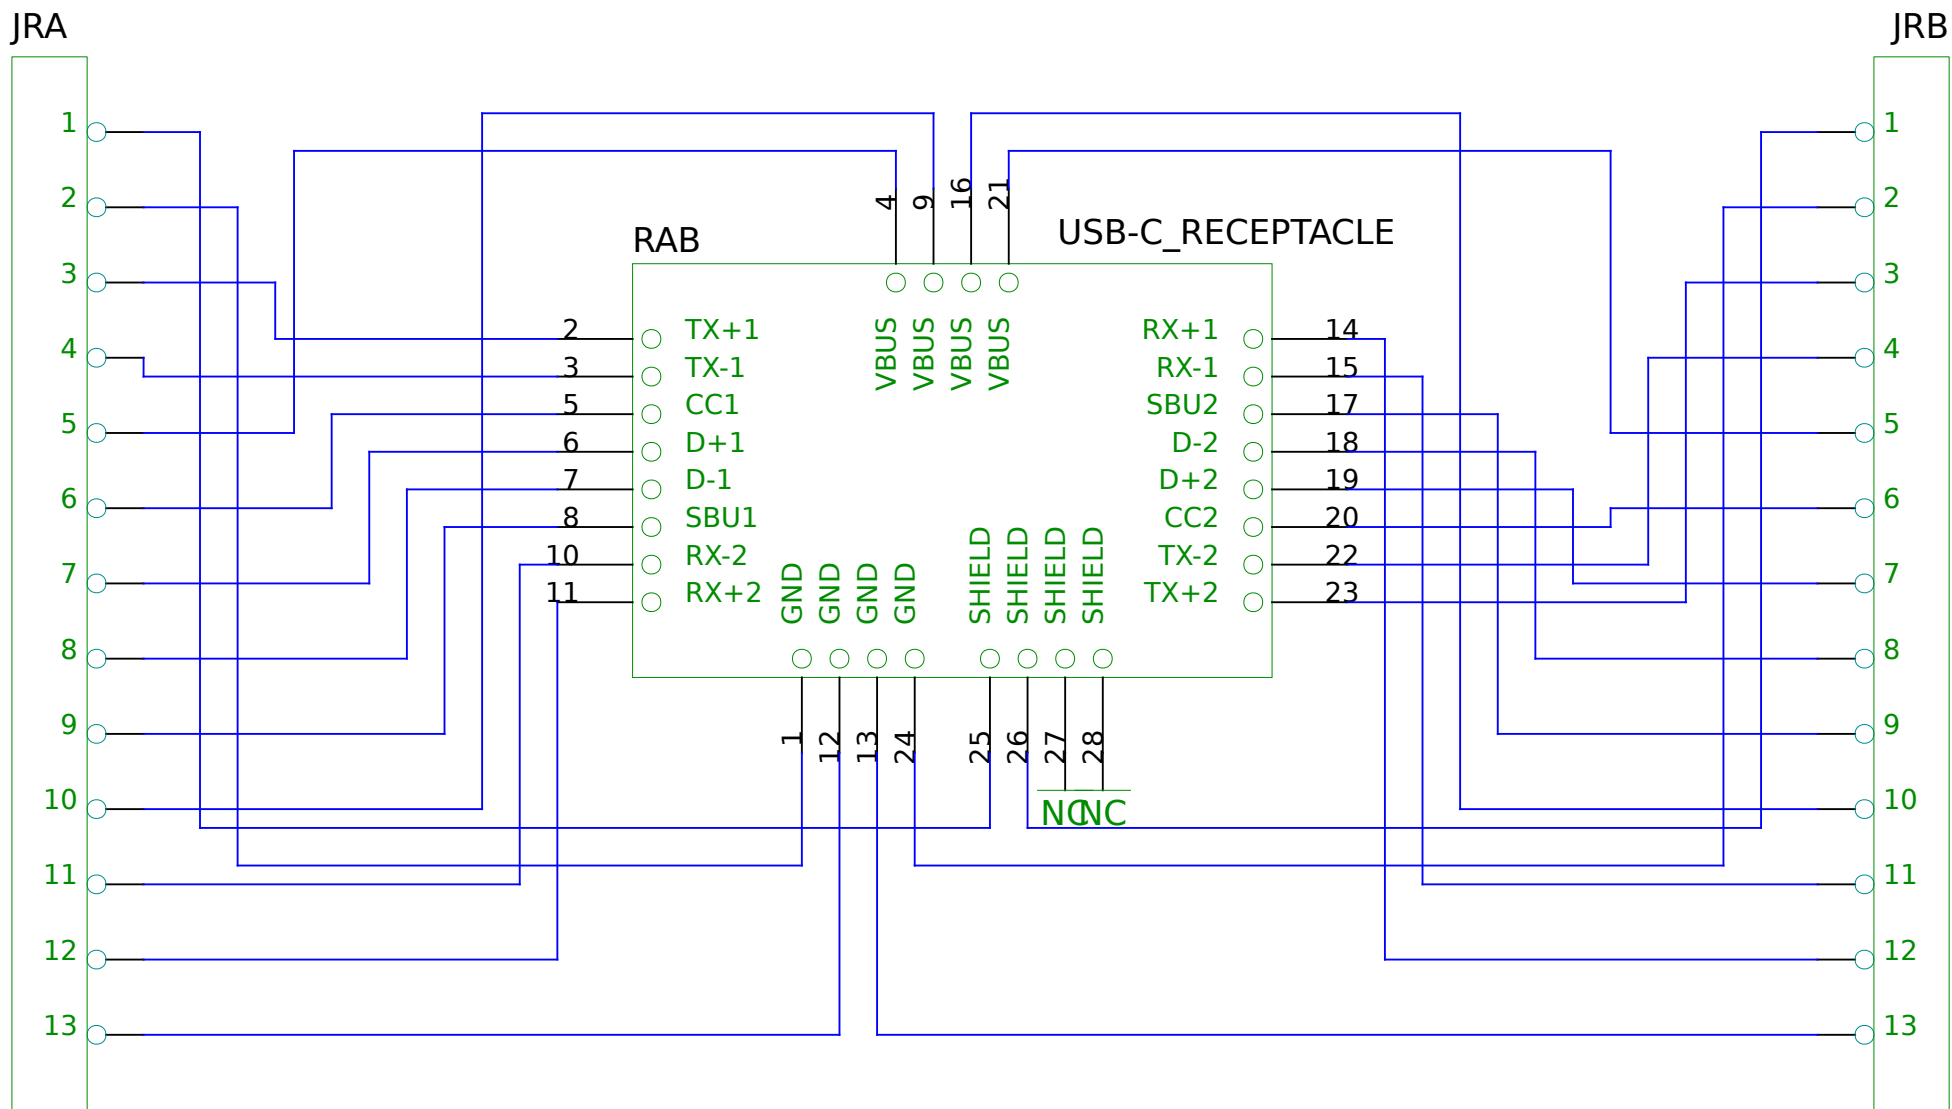 JRA
JRB
1
2
3
4
5
6
7
8
9
10
11
12
13
RAB
USB-C_RECEPTACLE
4
9
16
21
VBUS
VBUS
VBUS
VBUS
2 TX+1
3 TX-1
5 CC1
6 D+1
7 D-1
8 SBU1
10 RX-2
11 RX+2
RX+1 14
RX-1 15
SBU2 17
D-2 18
D+2 19
CC2 20
TX-2 22
TX+2 23
GND
GND
GND
GND
SHIELD
SHIELD
SHIELD
SHIELD
1
12
13
24
25
26
27
28
NC
NC
1
2
3
4
5
6
7
8
9
10
11
12
13